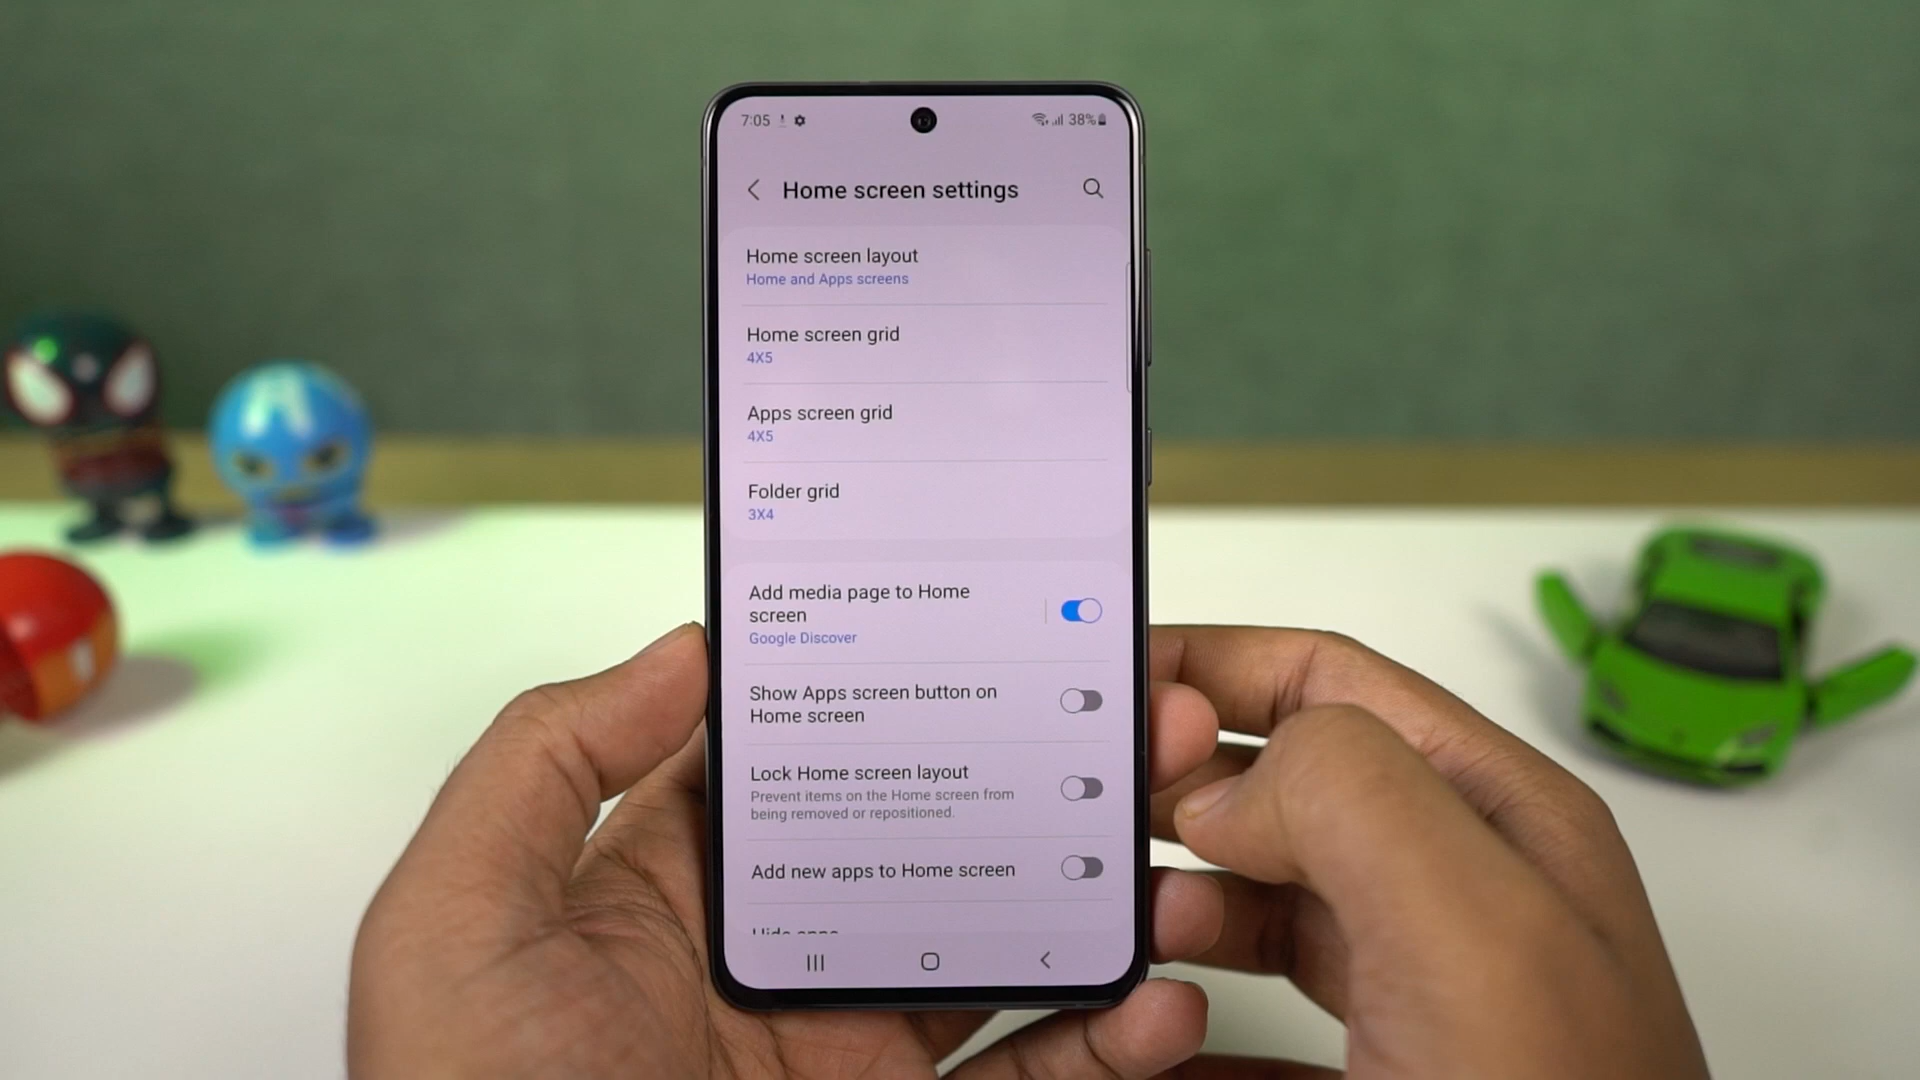 7:05
38%
Home screen settings
Home screen layout
Home and Apps screens
Home screen grid
4X5
Apps screen grid
4X5
Folder grid
3X4
Add media page to Home
screen
Google Discover
Show Apps screen button on
Home screen
Lock Home screen layout
Prevent items on the Home screen from
being removed or repositioned.
Add new apps to Home screen
Hide apps